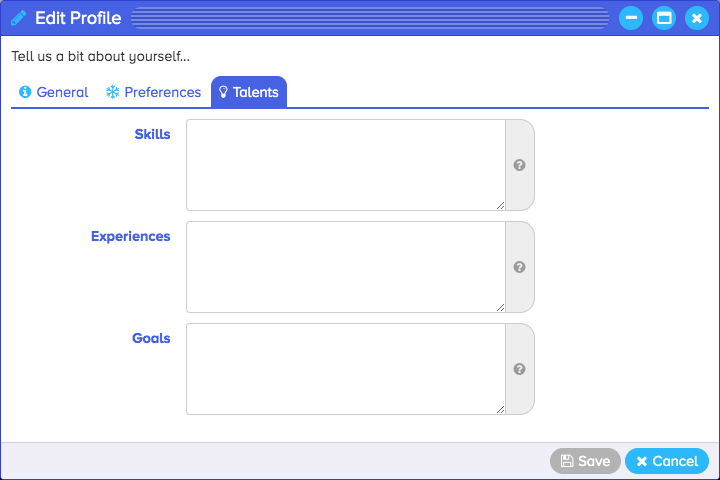 Edit Profile
Tell us a bit about yourself...
General Preferences Talents
Skills
Experiences
Goals
Save Cancel